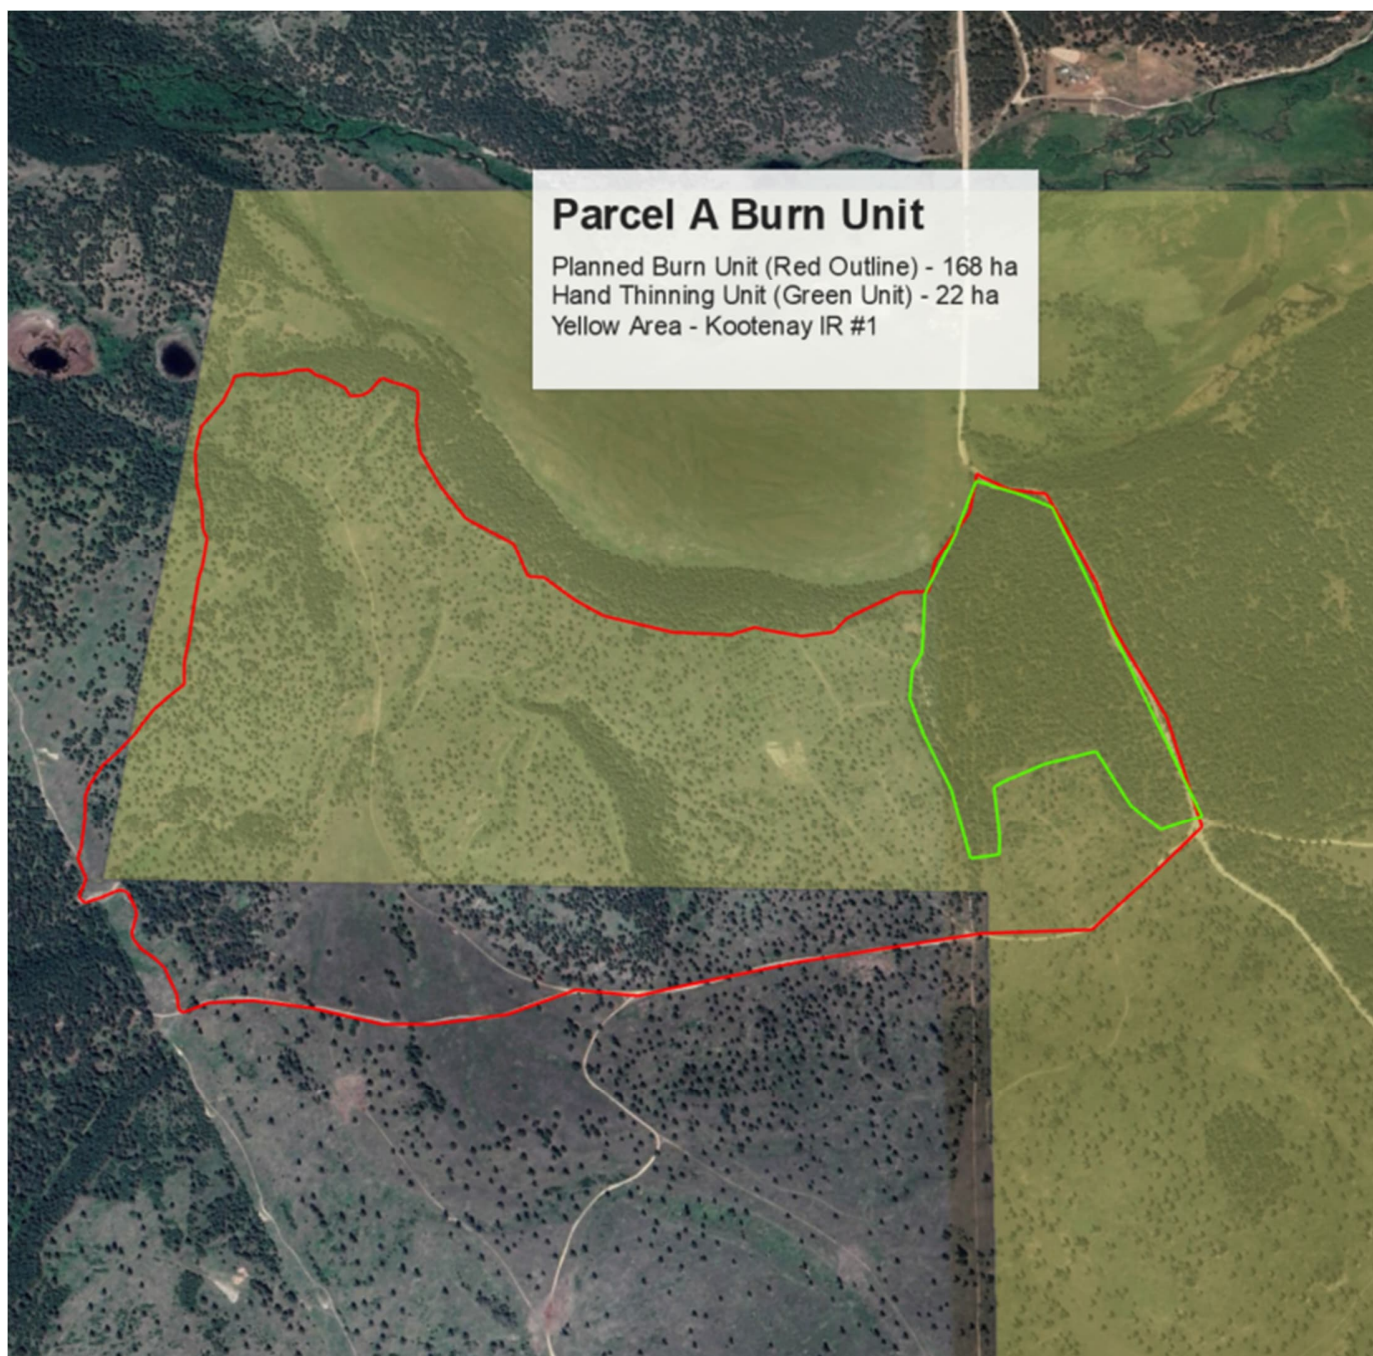 Parcel A Burn Unit
Planned Burn Unit (Red Outline) - 168 ha
Hand Thinning Unit (Green Unit) - 22 ha
Yellow Area - Kootenay IR #1